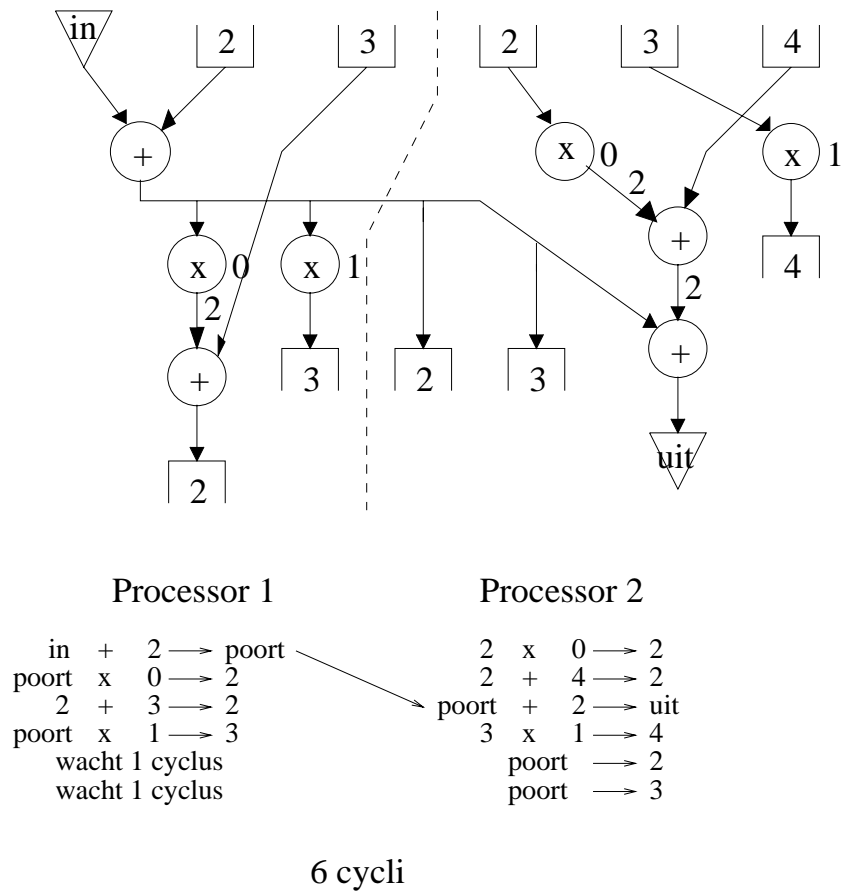 in 2 3 2 3 4
+ x 0 x 1
2
x 0 x 1 + 4
2 2
+ 3 2 3 +
2 uit
Processor 1 Processor 2
in + 2 poort 2 x 0 2
poort x 0 2 2 + 4 2
2 + 3 2 poort + 2 uit
poort x 1 3 3 x 1 4
wacht 1 cyclus poort 2
wacht 1 cyclus poort 3
6 cycli